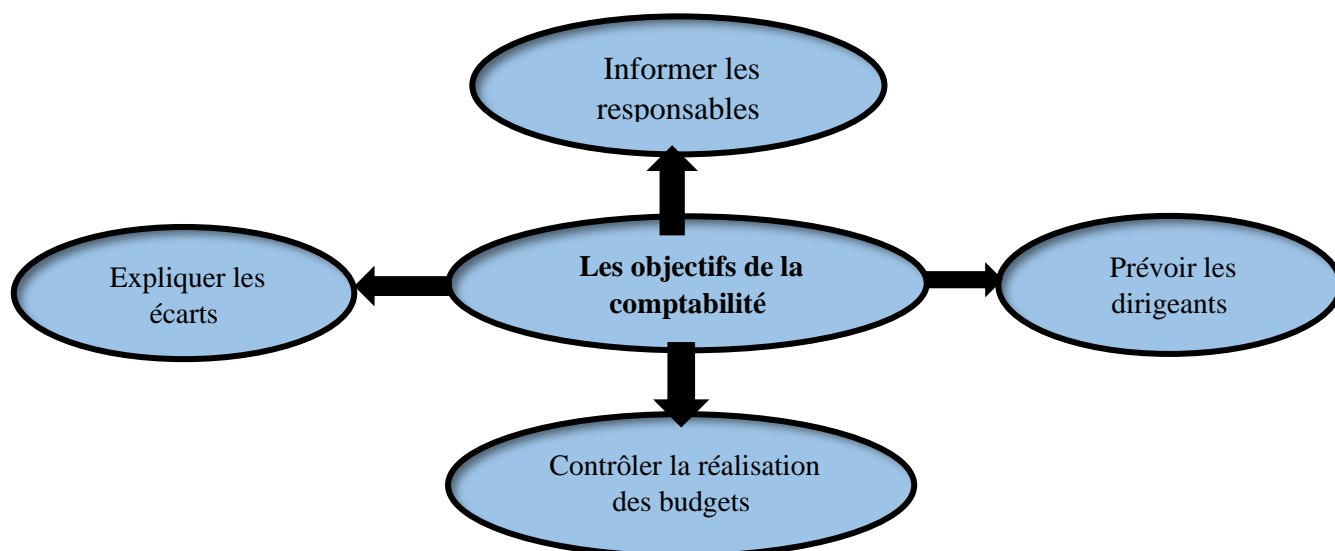 Informer les
responsables
Expliquer les
écarts
Les objectifs de la
comptabilité
Prévoir les
dirigeants
Contrôler la réalisation
des budgets